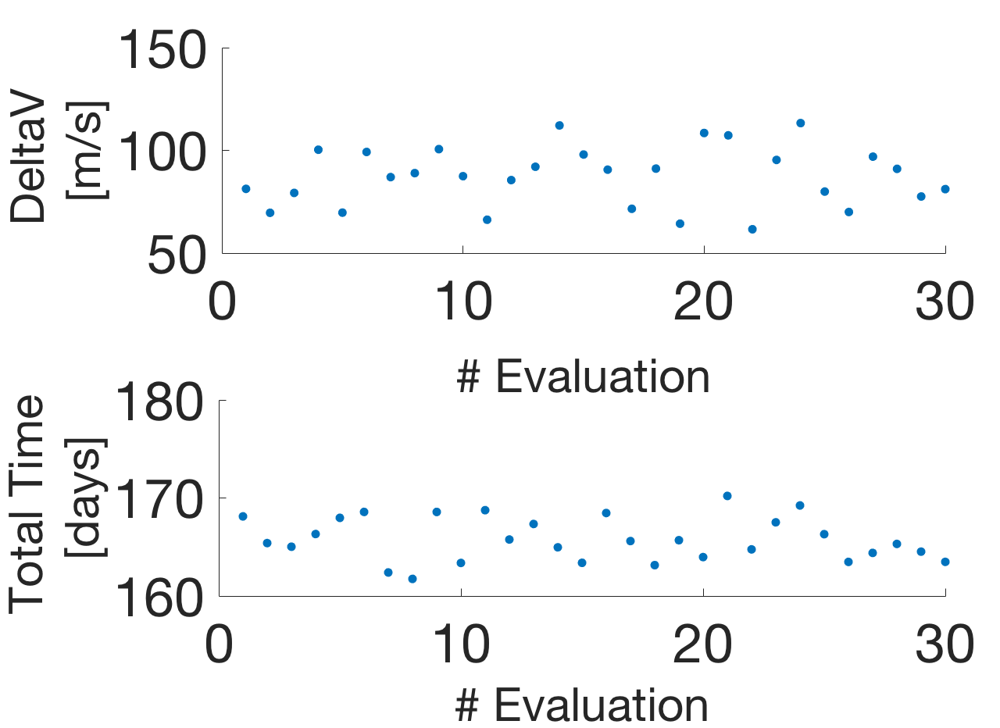 DeltaV
[m/s]
150
100
50
0 10 20 30
# Evaluation
Total Time
[days]
180
170
160
0 10 20 30
# Evaluation